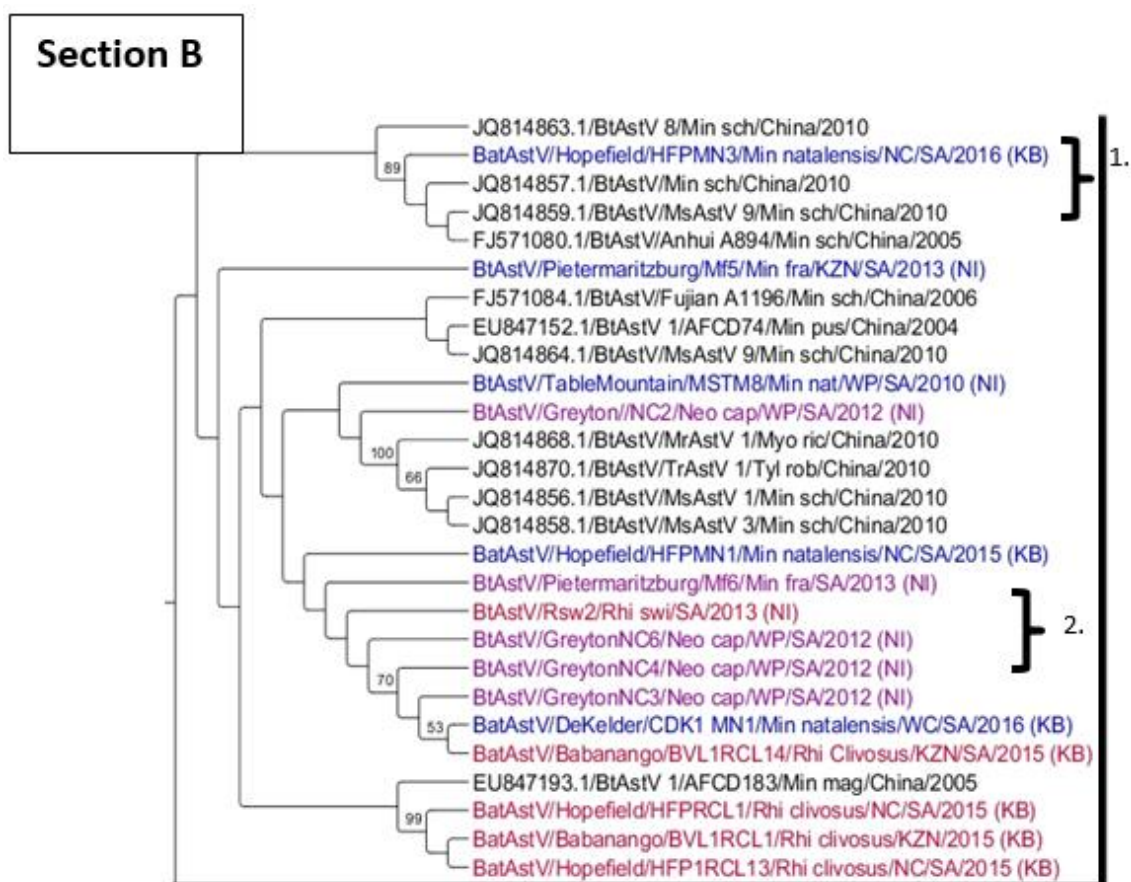 Section B
JQ814863.1/BtAstV 8/Min sch/China/2010
BatAstV/Hopefield/HFPMN3/Min natalensis/NC/SA/2016 (KB)
1.
89
JQ814857.1/BtAstV/Min sch/China/2010
JQ814859.1/BtAstV/MsAstV 9/Min sch/China/2010
FJ571080.1/BtAstV/Anhui A894/Min sch/China/2005
BtAstV/Pietermaritzburg/Mf5/Min fra/KZN/SA/2013 (NI)
FJ571084.1/BtAstV/Fujian A1196/Min sch/China/2006
EU847152.1/BtAstV 1/AFCD74/Min pus/China/2004
JQ814864.1/BtAstV/MsAstV 9/Min sch/China/2010
BtAstV/TableMountain/MSTM8/Min nat/WP/SA/2010 (NI)
BtAstV/Greyton//NC2/Neo cap/WP/SA/2012 (NI)
JQ814868.1/BtAstV/MrAstV 1/Myo ric/China/2010
100
JQ814870.1/BtAstV/TrAstV 1/Tyl rob/China/2010
66
JQ814856.1/BtAstV/MsAstV 1/Min sch/China/2010
JQ814858.1/BtAstV/MsAstV 3/Min sch/China/2010
BatAstV/Hopefield/HFPMN1/Min natalensis/NC/SA/2015 (KB)
BtAstV/Pietermaritzburg/Mf6/Min fra/SA/2013 (NI)
BtAstV/Rsw2/Rhi swi/SA/2013 (NI)
2.
BtAstV/GreytonNC6/Neo cap/WP/SA/2012 (NI)
BtAstV/GreytonNC4/Neo cap/WP/SA/2012 (NI)
70
BtAstV/GreytonNC3/Neo cap/WP/SA/2012 (NI)
BatAstV/DeKelder/CDK1 MN1/Min natalensis/WC/SA/2016 (KB)
53
BatAstV/Babanango/BVL1RCL14/Rhi Clivosus/KZN/SA/2015 (KB)
EU847193.1/BtAstV 1/AFCD183/Min mag/China/2005
BatAstV/Hopefield/HFPRCL1/Rhi clivosus/NC/SA/2015 (KB)
99
BatAstV/Babanango/BVL1RCL1/Rhi clivosus/KZN/2015 (KB)
BatAstV/Hopefield/HFP1RCL13/Rhi clivosus/NC/SA/2015 (KB)